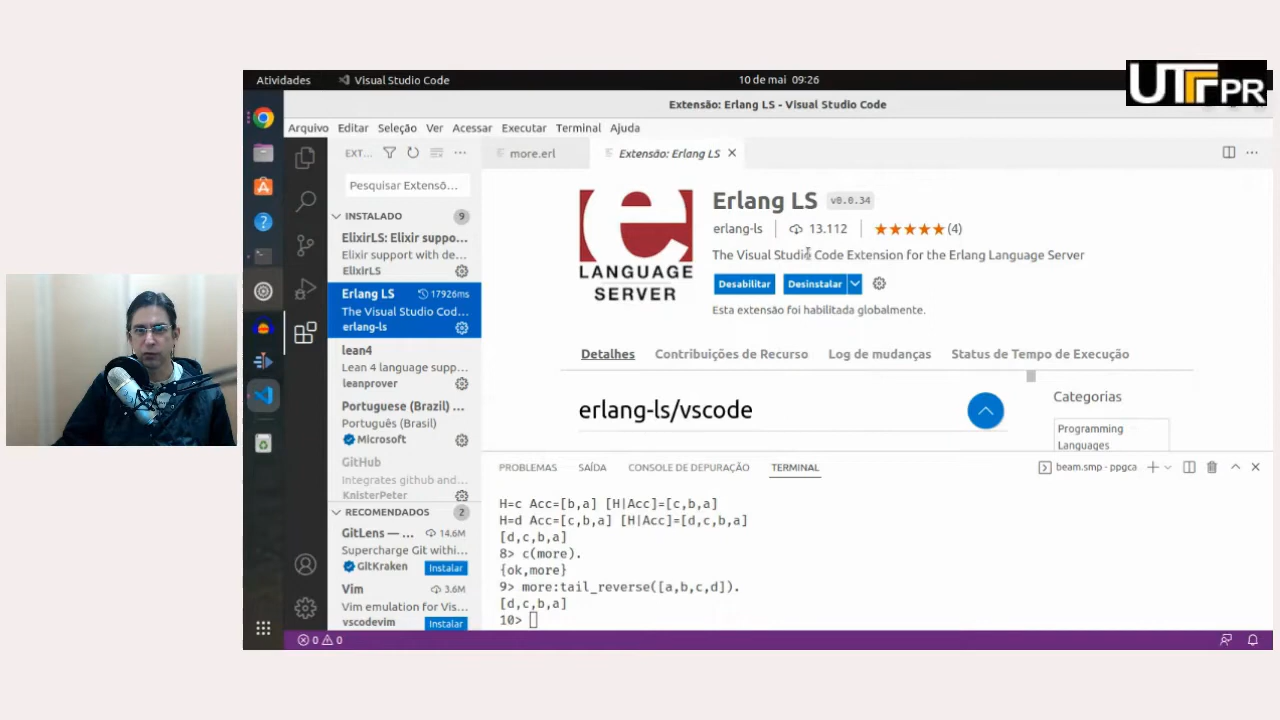 Atividades
Visual Studio Code
10 de mai 09:26
UTFPR
Extensão: Erlang LS - Visual Studio Code
Arquivo Editar Seleção Ver Acessar Executar Terminal Ajuda
EXT...
more.erl
Extensão: Erlang LS
Pesquisar Extensõ...
INSTALADO 9
ElixirLS: Elixir suppo...
Elixir support with de...
ElixirLS
Erlang LS 17926ms
The Visual Studio Cod...
erlang-ls
lean4
Lean 4 language supp...
leanprover
Portuguese (Brazil) ...
Português (Brasil)
Microsoft
GitHub
Integrates github and...
KnisterPeter
RECOMENDADOS 2
GitLens — ... 14.6M
Supercharge Git withi...
GitKraken Instalar
Vim 3.6M
Vim emulation for Vis...
vscodevim Instalar
e
LANGUAGE
SERVER
Erlang LS v0.0.34
erlang-ls 13.112 (4)
The Visual Studio Code Extension for the Erlang Language Server
Desabilitar Desinstalar
Esta extensão foi habilitada globalmente.
Detalhes Contribuições de Recurso Log de mudanças Status de Tempo de Execução
erlang-ls/vscode
Categorias
Programming
Languages
PROBLEMAS SAÍDA CONSOLE DE DEPURAÇÃO TERMINAL
beam.smp - ppgca
H=c Acc=[b,a] [H|Acc]=[c,b,a]
H=d Acc=[c,b,a] [H|Acc]=[d,c,b,a]
[d,c,b,a]
8> c(more).
{ok,more}
9> more:tail_reverse([a,b,c,d]).
[d,c,b,a]
10>
0 0